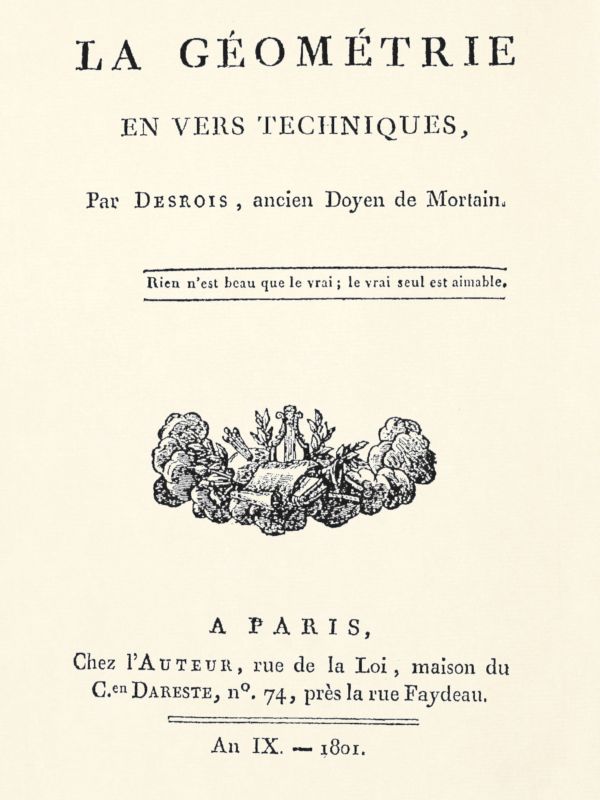 LA GÉOMÉTRIE
EN VERS TECHNIQUES,
Par DESROIS, ancien Doyen de Mortain.
Rien n'est beau que le vrai; le vrai seul est aimable.
A PARIS,
Chez l'AUTEUR, rue de la Loi, maison du
C.en DARESTE, nº. 74, près la rue Faydeau.
An IX. — 1801.